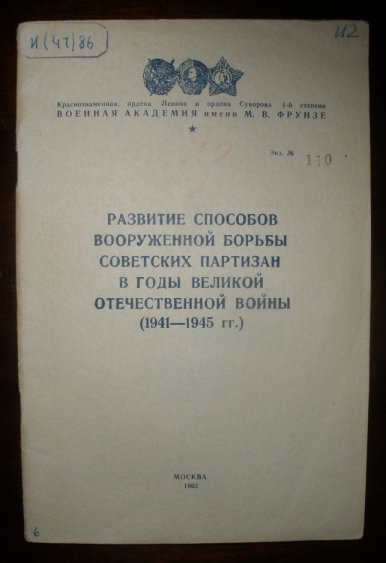 И(47)86
И2
Краснознаменная, ордена Ленина и ордена Суворова 1-й степени
ВОЕННАЯ АКАДЕМИЯ имени М. В. ФРУНЗЕ
Экз. № 110
РАЗВИТИЕ СПОСОБОВ
ВООРУЖЕННОЙ БОРЬБЫ
СОВЕТСКИХ ПАРТИЗАН
В ГОДЫ ВЕЛИКОЙ
ОТЕЧЕСТВЕННОЙ ВОЙНЫ
(1941—1945 гг.)
МОСКВА
1962
6